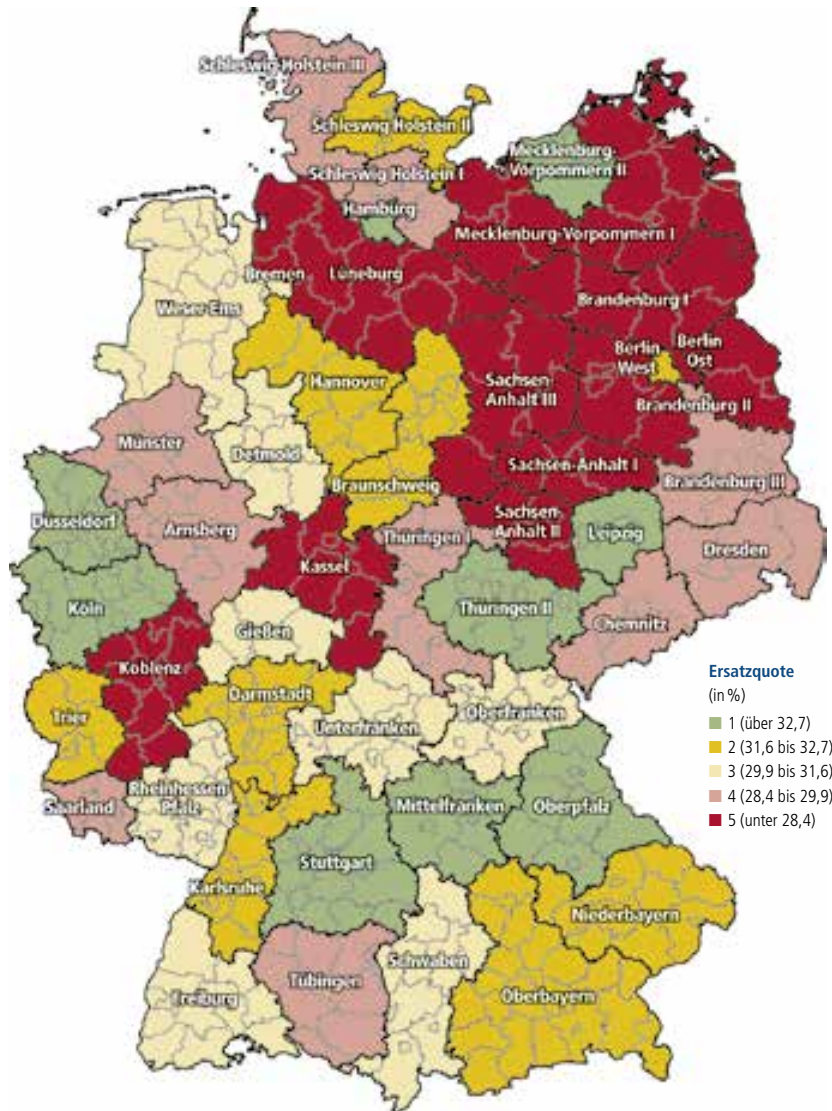 Schleswig-Holstein III
Schleswig Holstein II
Mecklenburg-
Vorpommern II
Schleswig Holstein I
Hamburg
Mecklenburg-Vorpommern I
Bremen
Lüneburg
Weser-Ems
Brandenburg I
Berlin
West
Berlin
Ost
Hannover
Sachsen-
Anhalt III
Brandenburg II
Münster
Detmold
Braunschweig
Sachsen-Anhalt I
Brandenburg III
Düsseldorf
Arnsberg
Thüringen I
Sachsen-
Anhalt II
Leipzig
Dresden
Kassel
Köln
Thüringen II
Chemnitz
Gießen
Koblenz
Trier
Darmstadt
Unterfranken
Oberfranken
Saarland
Rheinhessen
Pfalz
Mittelfranken
Oberpfalz
Stuttgart
Karlsruhe
Niederbayern
Freiburg
Tübingen
Schwaben
Oberbayern
Ersatzquote
(in %)
1 (über 32,7)
2 (31,6 bis 32,7)
3 (29,9 bis 31,6)
4 (28,4 bis 29,9)
5 (unter 28,4)